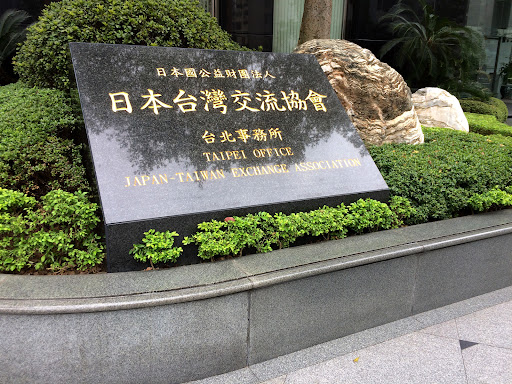 日本國公益財團法人
日本台灣交流協會
台北事務所
TAIPEI OFFICE
JAPAN-TAIWAN EXCHANGE ASSOCIATION